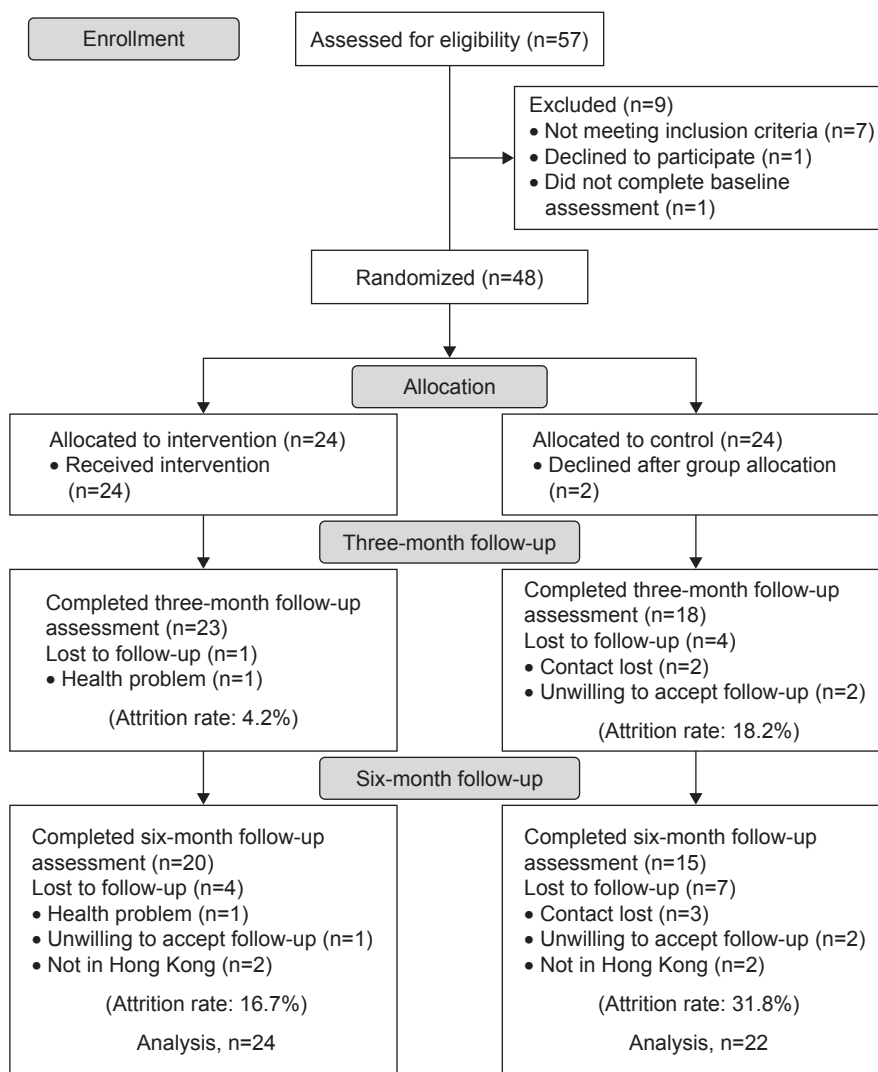 Enrollment
Assessed for eligibility (n=57)
Excluded (n=9)
• Not meeting inclusion criteria (n=7)
• Declined to participate (n=1)
• Did not complete baseline
assessment (n=1)
Randomized (n=48)
Allocation
Allocated to intervention (n=24)
• Received intervention
(n=24)
Allocated to control (n=24)
• Declined after group allocation
(n=2)
Three-month follow-up
Completed three-month follow-up
assessment (n=23)
Lost to follow-up (n=1)
• Health problem (n=1)
(Attrition rate: 4.2%)
Completed three-month follow-up
assessment (n=18)
Lost to follow-up (n=4)
• Contact lost (n=2)
• Unwilling to accept follow-up (n=2)
(Attrition rate: 18.2%)
Six-month follow-up
Completed six-month follow-up
assessment (n=20)
Lost to follow-up (n=4)
• Health problem (n=1)
• Unwilling to accept follow-up (n=1)
• Not in Hong Kong (n=2)
(Attrition rate: 16.7%)
Analysis, n=24
Completed six-month follow-up
assessment (n=15)
Lost to follow-up (n=7)
• Contact lost (n=3)
• Unwilling to accept follow-up (n=2)
• Not in Hong Kong (n=2)
(Attrition rate: 31.8%)
Analysis, n=22